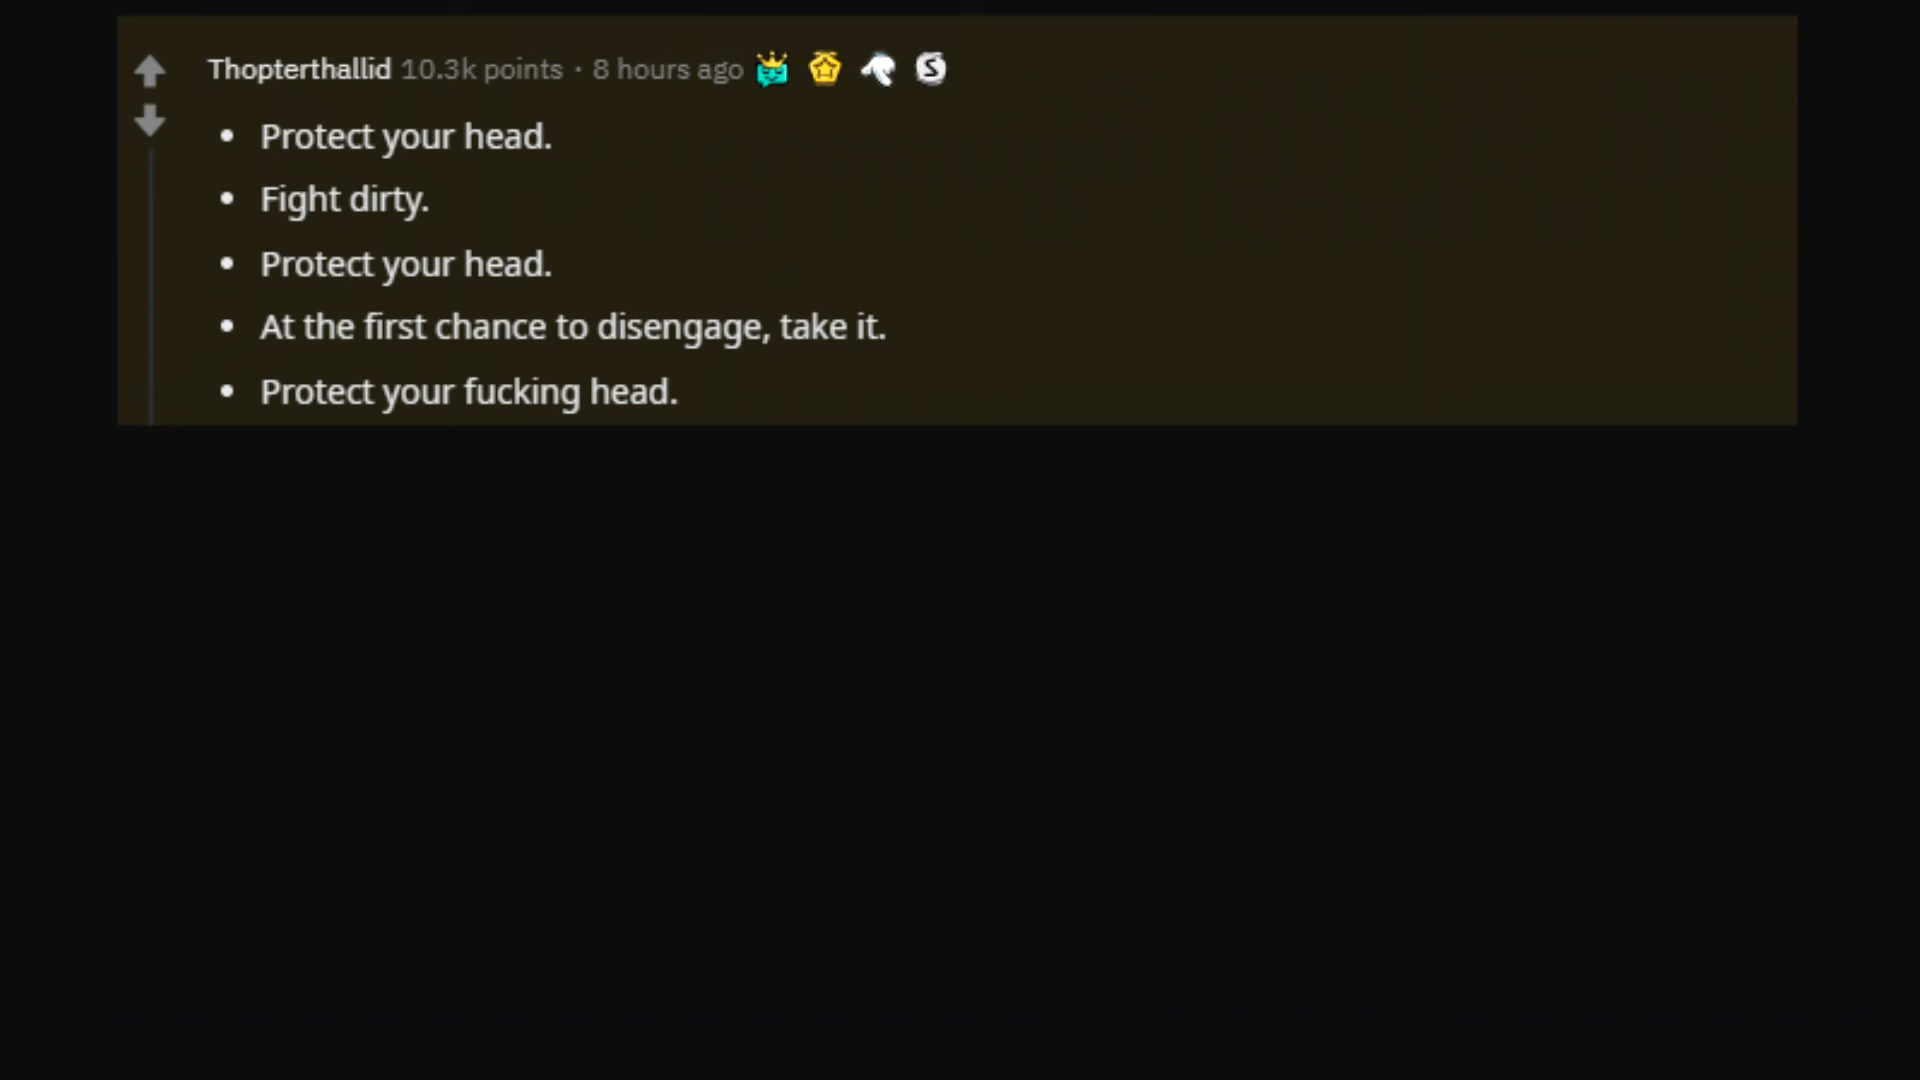 Thopterthallid 10.3k points · 8 hours ago
• Protect your head.
• Fight dirty.
• Protect your head.
• At the first chance to disengage, take it.
• Protect your fucking head.